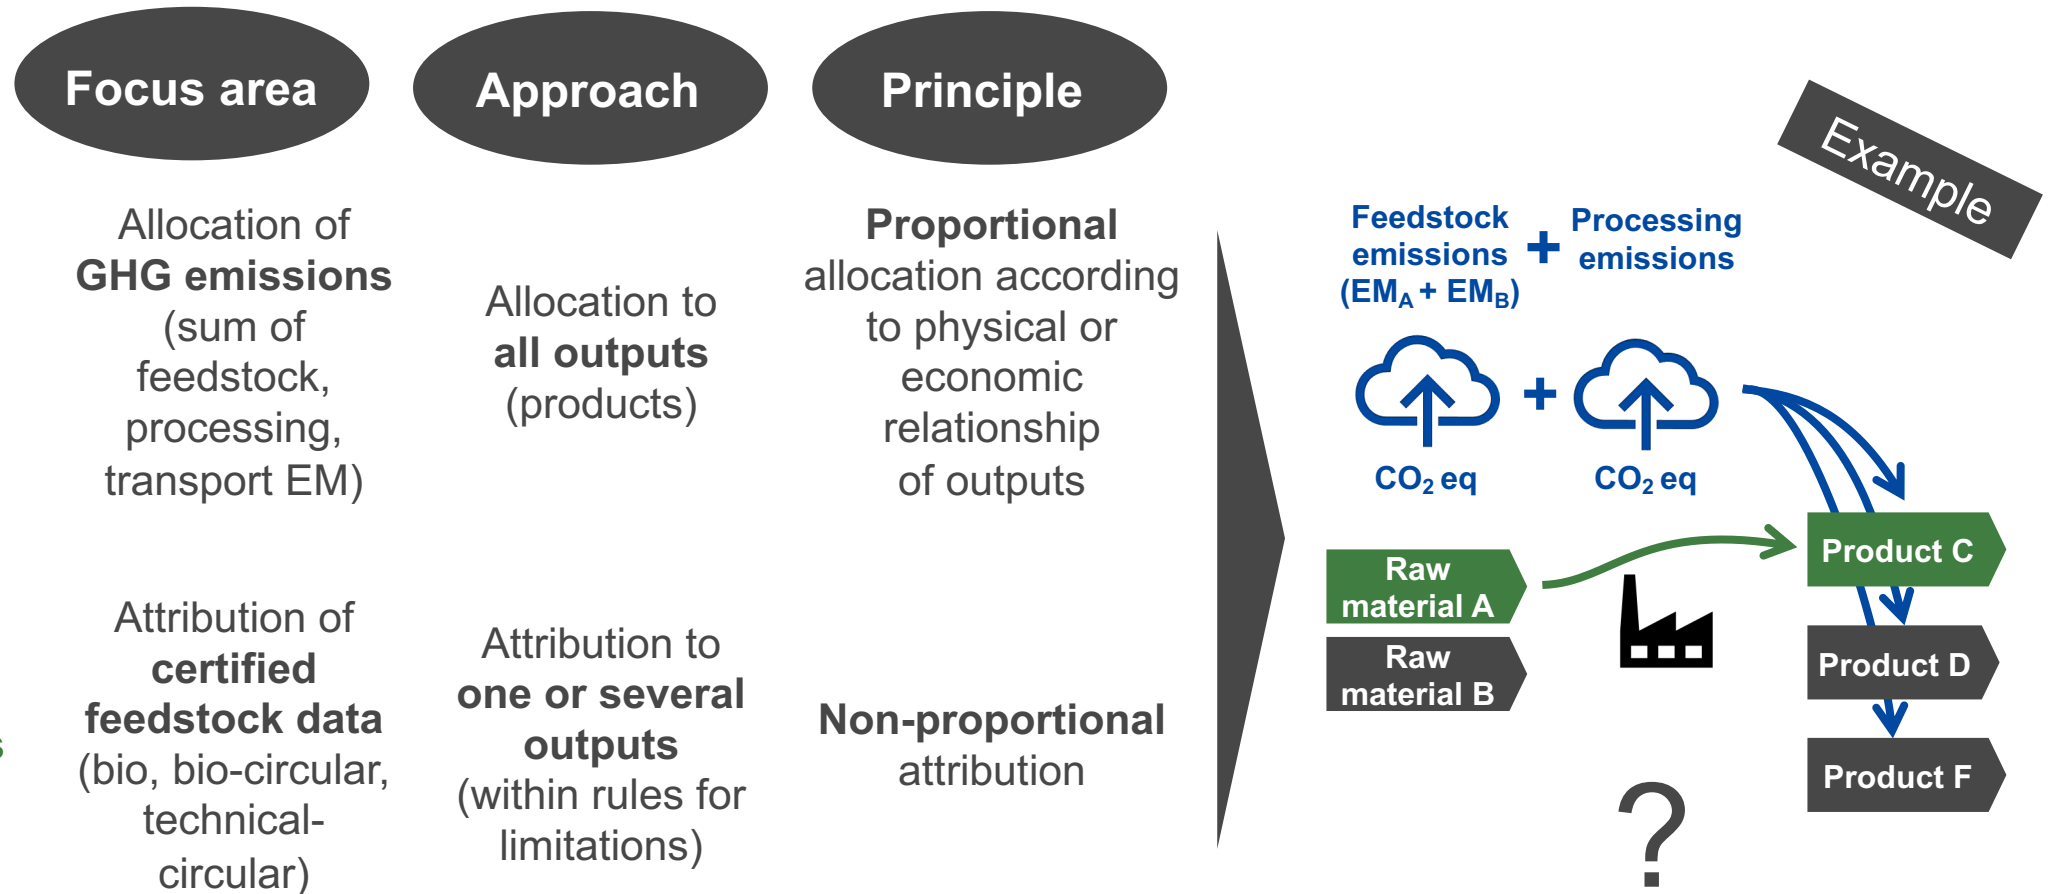 Focus area
Approach
Principle
Example
Allocation of
GHG emissions
(sum of
feedstock,
processing,
transport EM)
Allocation to
all outputs
(products)
Proportional
allocation according
to physical or
economic
relationship
of outputs
Attribution of
certified
feedstock data
(bio, bio-circular,
technical-
circular)
Attribution to
one or several
outputs
(within rules for
limitations)
Non-proportional
attribution
Feedstock
emissions
(EMA + EMB)
+
Processing
emissions
+
CO2 eq
CO2 eq
Raw
material A
Raw
material B
Product C
Product D
Product F
?
s